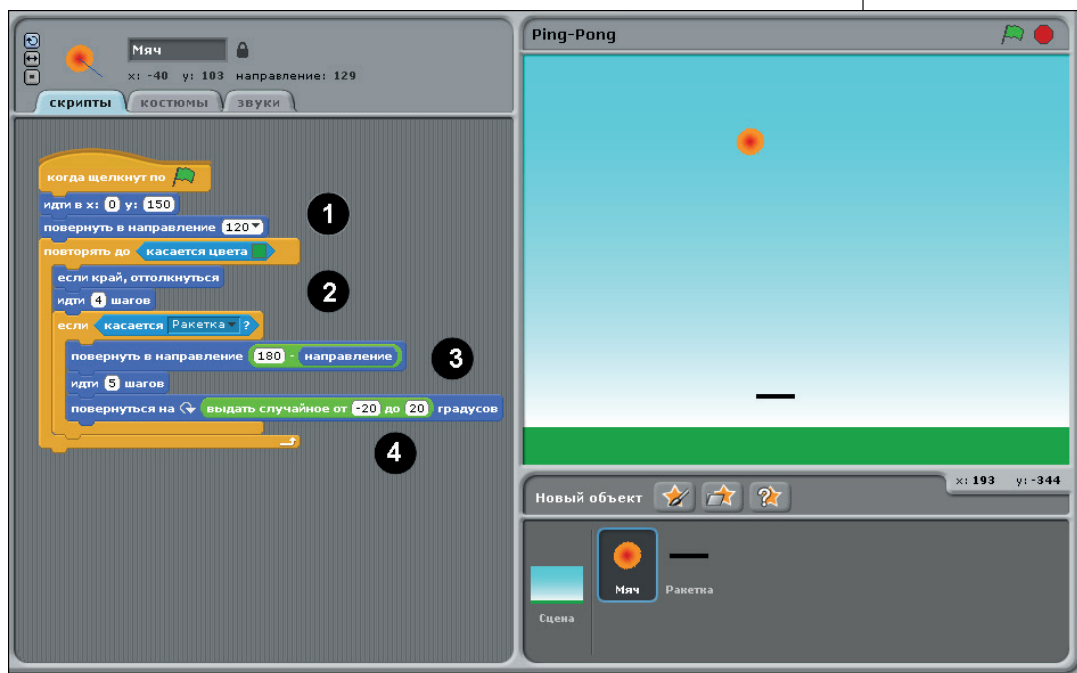 Мяч
x: -40 y: 103 направление: 129
скрипты костюмы звуки
когда щелкнут по
идти в x: 0 y: 150
повернуть в направление 120
1
повторять до касается цвета
если край, оттолкнуться
2
идти 4 шагов
если касается Ракетка ?
повернуть в направление 180 - направление
3
идти 5 шагов
повернуться на выдать случайное от -20 до 20 градусов
4
Ping-Pong
x: 193 y: -344
Новый объект
Мяч Ракетка
Сцена